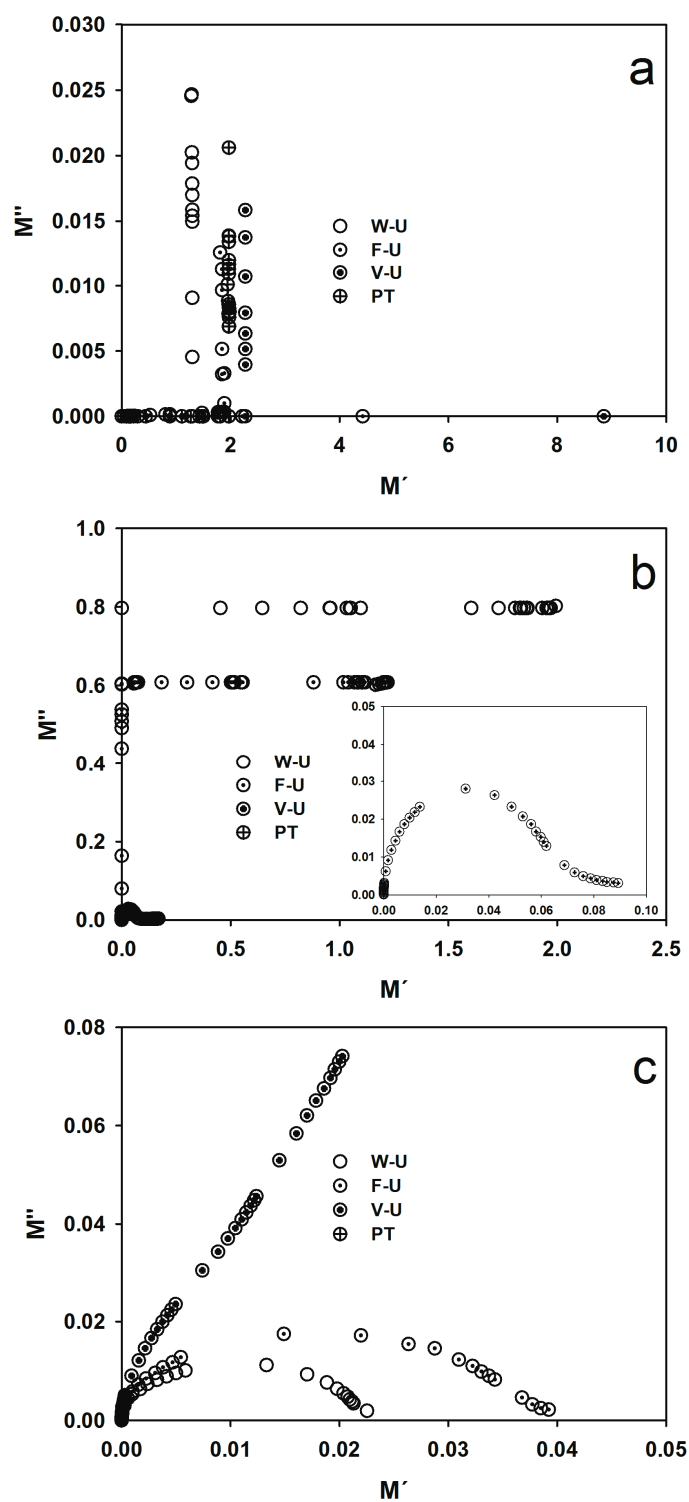 0.030
a
0.025
0.020
M''
W-U
0.015
F-U
V-U
0.010
PT
0.005
0.000
0 2 4 6 8 10
M´
1.0
b
0.8
0.6
0.05
M''
0.04
W-U
0.4
F-U
0.03
V-U
0.02
PT
0.2
0.01
0.00
0.00 0.02 0.04 0.06 0.08 0.10
0.0
0.0 0.5 1.0 1.5 2.0 2.5
M´
0.08
c
0.06
W-U
F-U
M''
0.04
V-U
PT
0.02
0.00
0.00 0.01 0.02 0.03 0.04 0.05
M´